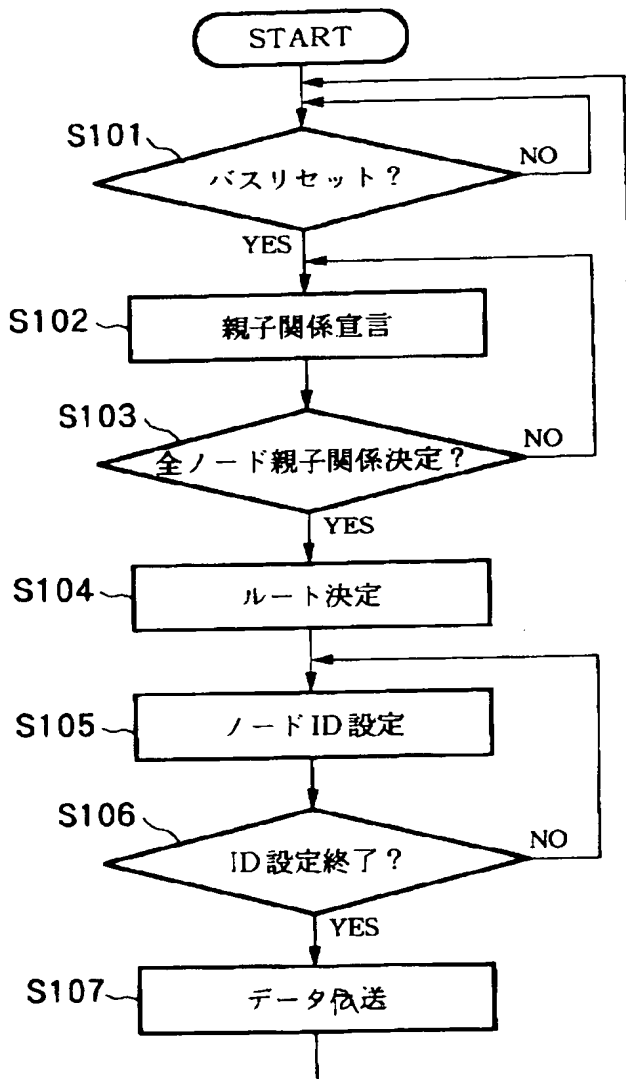 START
S101
バスリセット？
NO
YES
S102
親子関係宣言
S103
全ノード親子関係決定？
NO
YES
S104
ルート決定
S105
ノードID設定
S106
ID設定終了？
NO
YES
S107
データ伝送